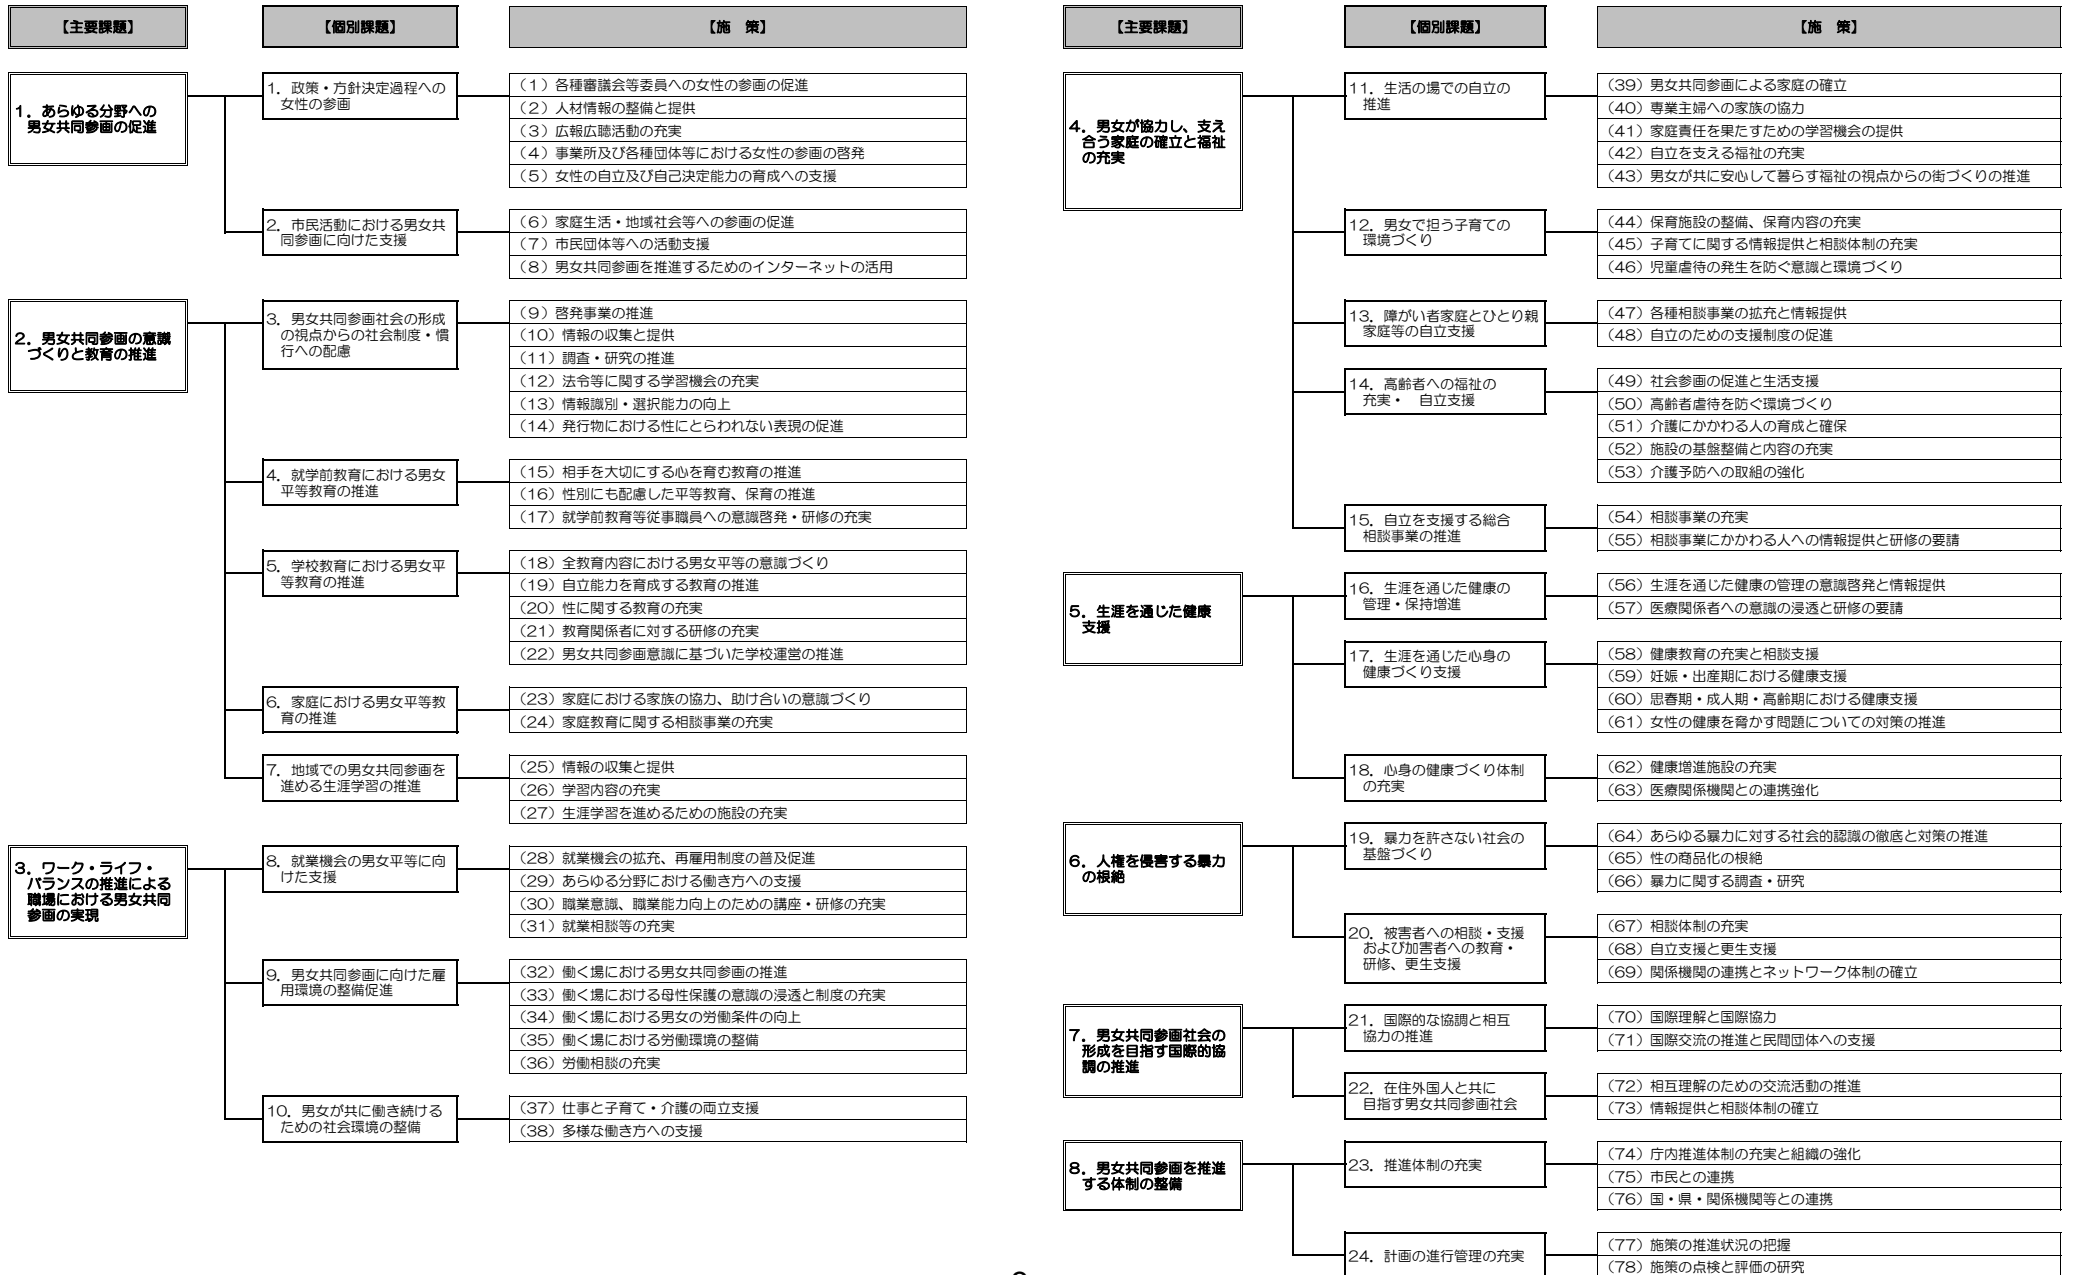 【主要課題】
【個別課題】
【施　策】
1．あらゆる分野への
男女共同参画の促進
1．政策・方針決定過程への
女性の参画
（1）各種審議会等委員への女性の参画の促進
（2）人材情報の整備と提供
（3）広報広聴活動の充実
（4）事業所及び各種団体等における女性の参画の啓発
（5）女性の自立及び自己決定能力の育成への支援
2．市民活動における男女共
同参画に向けた支援
（6）家庭生活・地域社会等への参画の促進
（7）市民団体等への活動支援
（8）男女共同参画を推進するためのインターネットの活用
2．男女共同参画の意識
づくりと教育の推進
3．男女共同参画社会の形成
の視点からの社会制度・慣
行への配慮
（9）啓発事業の推進
（10）情報の収集と提供
（11）調査・研究の推進
（12）法令等に関する学習機会の充実
（13）情報識別・選択能力の向上
（14）発行物における性にとらわれない表現の促進
4．就学前教育における男女
平等教育の推進
（15）相手を大切にする心を育む教育の推進
（16）性別にも配慮した平等教育、保育の推進
（17）就学前教育等従事職員への意識啓発・研修の充実
5．学校教育における男女平
等教育の推進
（18）全教育内容における男女平等の意識づくり
（19）自立能力を育成する教育の推進
（20）性に関する教育の充実
（21）教育関係者に対する研修の充実
（22）男女共同参画意識に基づいた学校運営の推進
6．家庭における男女平等教
育の推進
（23）家庭における家族の協力、助け合いの意識づくり
（24）家庭教育に関する相談事業の充実
7．地域での男女共同参画を
進める生涯学習の推進
（25）情報の収集と提供
（26）学習内容の充実
（27）生涯学習を進めるための施設の充実
3．ワーク・ライフ・
バランスの推進による
職場における男女共同
参画の実現
8．就業機会の男女平等に向
けた支援
（28）就業機会の拡充、再雇用制度の普及促進
（29）あらゆる分野における働き方への支援
（30）職業意識、職業能力向上のための講座・研修の充実
（31）就業相談等の充実
9．男女共同参画に向けた雇
用環境の整備促進
（32）働く場における男女共同参画の推進
（33）働く場における母性保護の意識の浸透と制度の充実
（34）働く場における男女の労働条件の向上
（35）働く場における労働環境の整備
（36）労働相談の充実
10．男女が共に働き続ける
ための社会環境の整備
（37）仕事と子育て・介護の両立支援
（38）多様な働き方への支援
【主要課題】
【個別課題】
【施　策】
4．男女が協力し、支え
合う家庭の確立と福祉
の充実
11．生活の場での自立の
推進
（39）男女共同参画による家庭の確立
（40）専業主婦への家族の協力
（41）家庭責任を果たすための学習機会の提供
（42）自立を支える福祉の充実
（43）男女が共に安心して暮らす福祉の視点からの街づくりの推進
12．男女で担う子育ての
環境づくり
（44）保育施設の整備、保育内容の充実
（45）子育てに関する情報提供と相談体制の充実
（46）児童虐待の発生を防ぐ意識と環境づくり
13．障がい者家庭とひとり親
家庭等の自立支援
（47）各種相談事業の拡充と情報提供
（48）自立のための支援制度の促進
14．高齢者への福祉の
充実・　自立支援
（49）社会参画の促進と生活支援
（50）高齢者虐待を防ぐ環境づくり
（51）介護にかかわる人の育成と確保
（52）施設の基盤整備と内容の充実
（53）介護予防への取組の強化
15．自立を支援する総合
相談事業の推進
（54）相談事業の充実
（55）相談事業にかかわる人への情報提供と研修の要請
5．生涯を通じた健康
支援
16．生涯を通じた健康の
管理・保持増進
（56）生涯を通じた健康の管理の意識啓発と情報提供
（57）医療関係者への意識の浸透と研修の要請
17．生涯を通じた心身の
健康づくり支援
（58）健康教育の充実と相談支援
（59）妊娠・出産期における健康支援
（60）思春期・成人期・高齢期における健康支援
（61）女性の健康を脅かす問題についての対策の推進
18．心身の健康づくり体制
の充実
（62）健康増進施設の充実
（63）医療関係機関との連携強化
6．人権を侵害する暴力
の根絶
19．暴力を許さない社会の
基盤づくり
（64）あらゆる暴力に対する社会的認識の徹底と対策の推進
（65）性の商品化の根絶
（66）暴力に関する調査・研究
20．被害者への相談・支援
および加害者への教育・
研修、更生支援
（67）相談体制の充実
（68）自立支援と更生支援
（69）関係機関の連携とネットワーク体制の確立
7．男女共同参画社会の
形成を目指す国際的協
調の推進
21．国際的な協調と相互
協力の推進
（70）国際理解と国際協力
（71）国際交流の推進と民間団体への支援
22．在住外国人と共に
目指す男女共同参画社会
（72）相互理解のための交流活動の推進
（73）情報提供と相談体制の確立
8．男女共同参画を推進
する体制の整備
23．推進体制の充実
（74）庁内推進体制の充実と組織の強化
（75）市民との連携
（76）国・県・関係機関等との連携
24．計画の進行管理の充実
（77）施策の推進状況の把握
（78）施策の点検と評価の研究